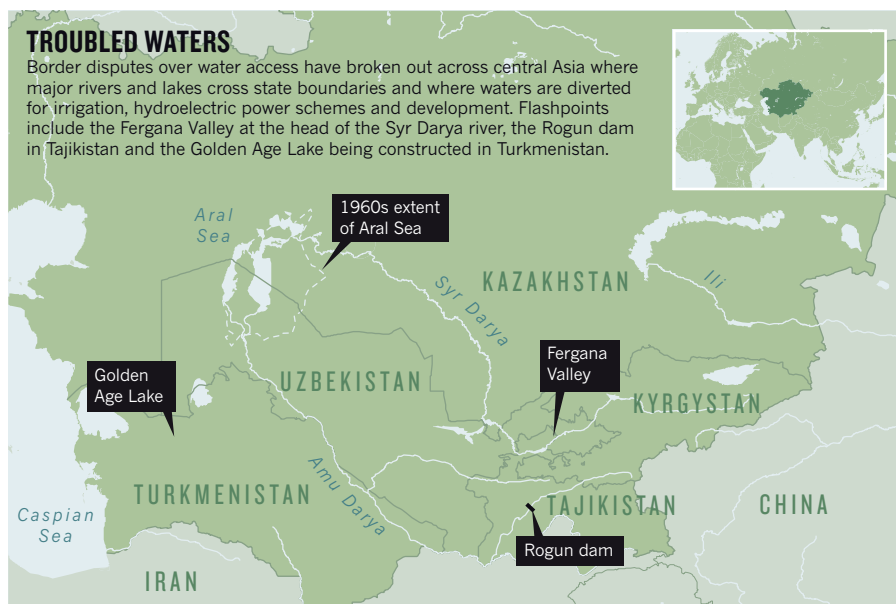 TROUBLED WATERS
Border disputes over water access have broken out across central Asia where
major rivers and lakes cross state boundaries and where waters are diverted
for irrigation, hydroelectric power schemes and development. Flashpoints
include the Fergana Valley at the head of the Syr Darya river, the Rogun dam
in Tajikistan and the Golden Age Lake being constructed in Turkmenistan.
Aral
Sea
1960s extent
of Aral Sea
KAZAKHSTAN
Ili
Syr Darya
Golden
Age Lake
UZBEKISTAN
Fergana
Valley
KYRGYSTAN
Amu Darya
TURKMENISTAN
TAJIKISTAN
CHINA
Caspian
Sea
Rogun dam
IRAN